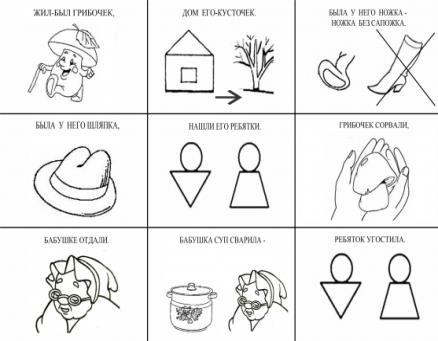 ЖИЛ-БЫЛ ГРИБОЧЕК,
ДОМ ЕГО-КУСТОЧЕК.
БЫЛА У НЕГО НОЖКА -
НОЖКА БЕЗ САПОЖКА.
БЫЛА У НЕГО ШЛЯПКА,
НАШЛИ ЕГО РЕБЯТКИ.
ГРИБОЧЕК СОРВАЛИ,
БАБУШКЕ ОТДАЛИ.
БАБУШКА СУП СВАРИЛА -
РЕБЯТОК УГОСТИЛА.